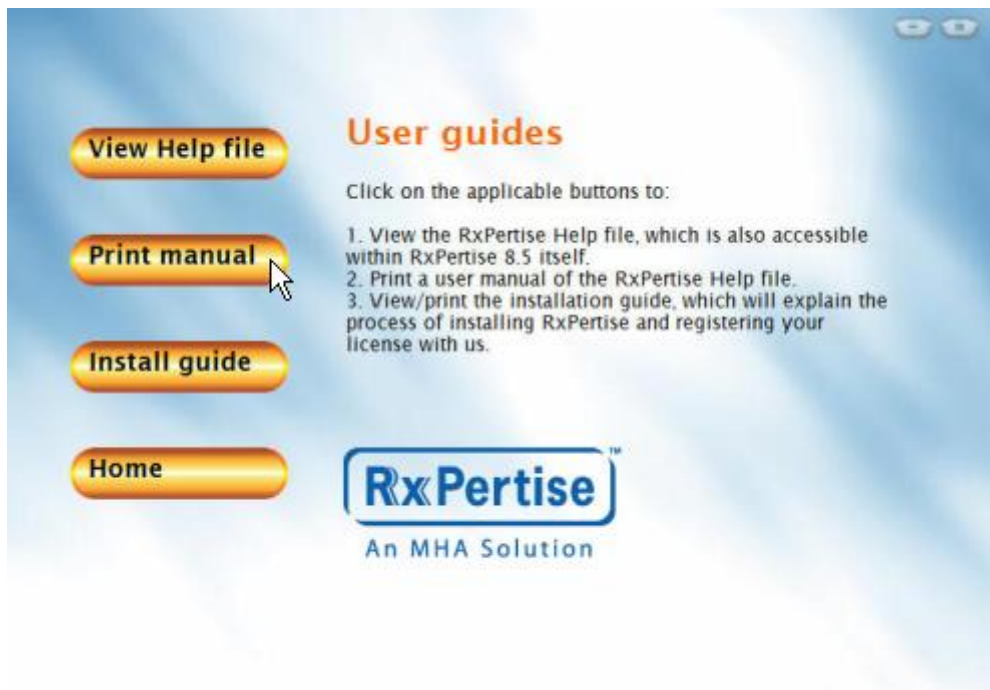 View Help file
Print manual
Install guide
Home
User guides
Click on the applicable buttons to:
1. View the RxPertise Help file, which is also accessible
within RxPertise 8.5 itself.
2. Print a user manual of the RxPertise Help file.
3. View/print the installation guide, which will explain the
process of installing RxPertise and registering your
license with us.
RxPertise™
An MHA Solution